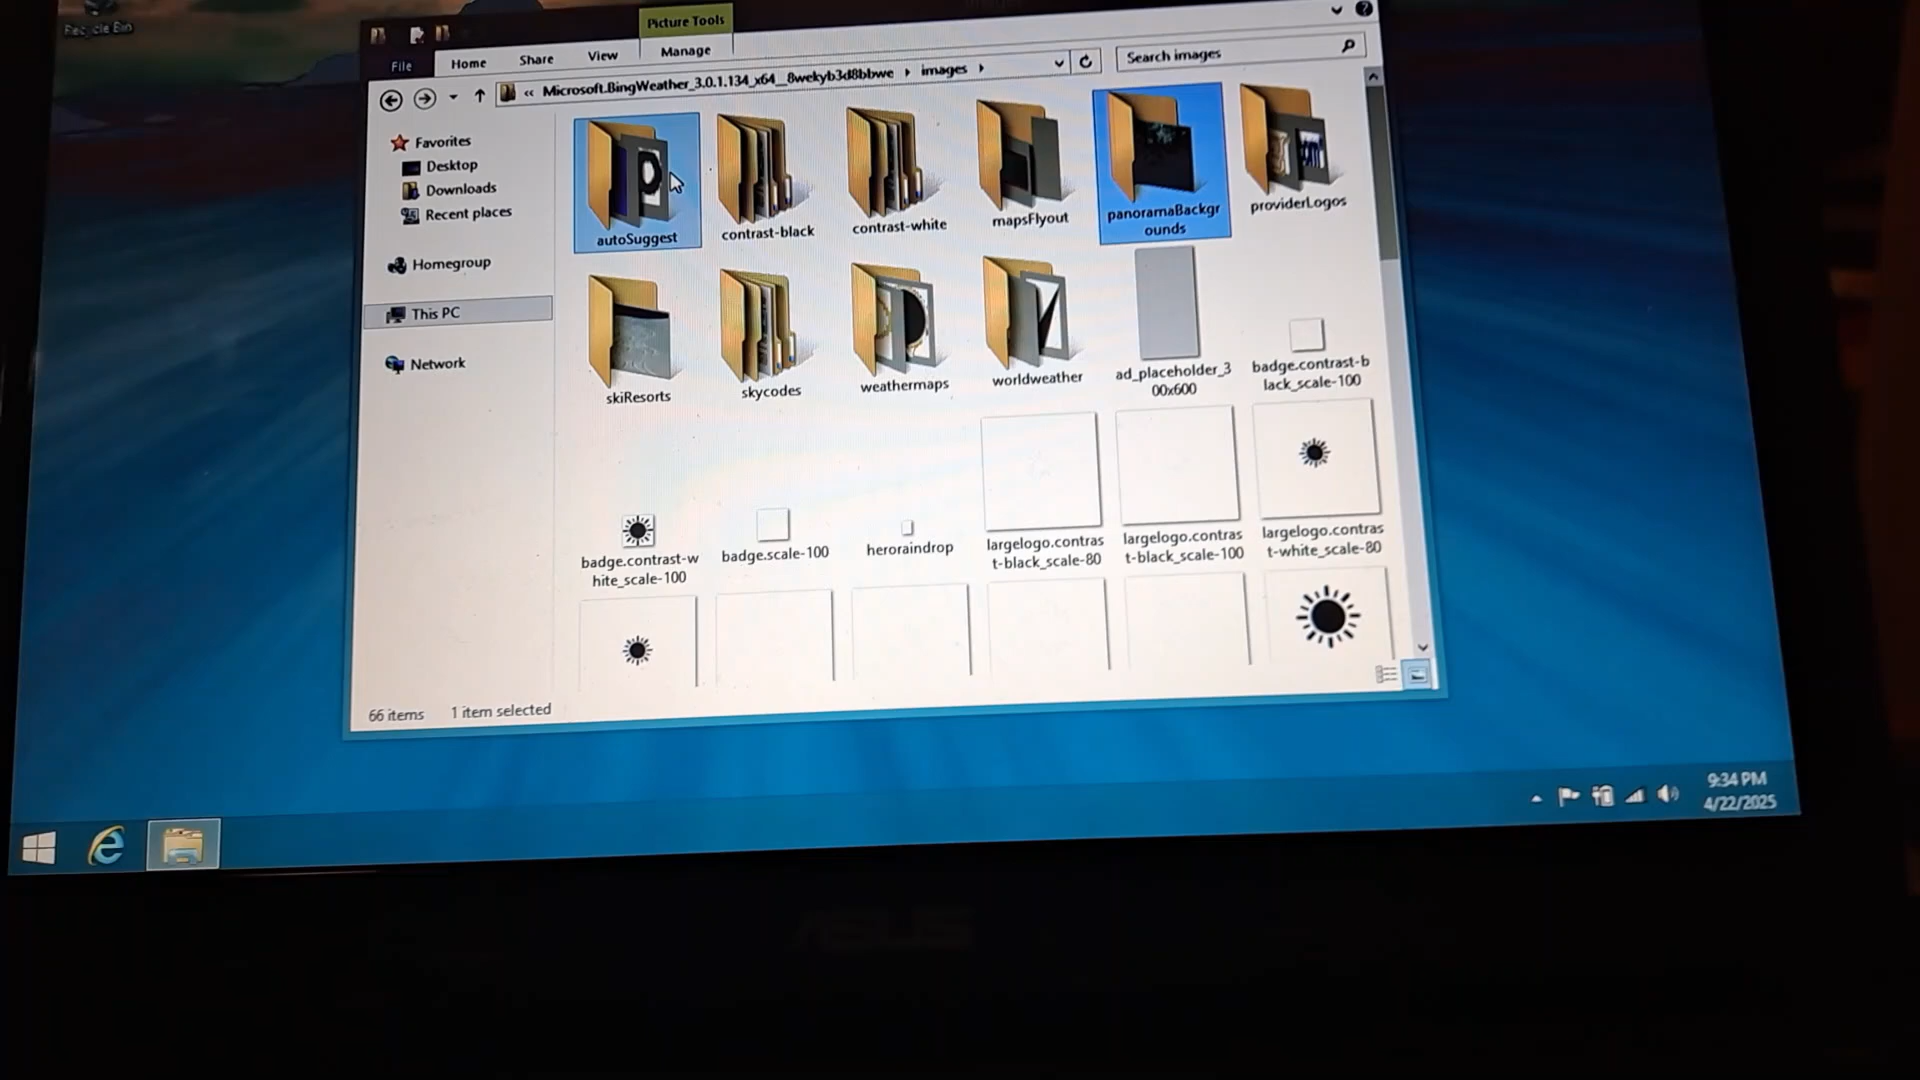 Recycle Bin
Picture Tools
File
Home
Share
View
Manage
« Microsoft.BingWeather_3.0.1.134_x64__8wekyb3d8bbwe
images
Search images
Favorites
Desktop
Downloads
Recent places
Homegroup
This PC
Network
autoSuggest
contrast-black
contrast-white
mapsFlyout
panoramaBackgr
ounds
providerLogos
skiResorts
skycodes
weathermaps
worldweather
ad_placeholder_3
00x600
badge.contrast-b
lack_scale-100
badge.contrast-w
hite_scale-100
badge.scale-100
heroraindrop
largelogo.contras
t-black_scale-80
largelogo.contras
t-black_scale-100
largelogo.contras
t-white_scale-80
66 items
1 item selected
9:34 PM
4/22/2025
ASUS